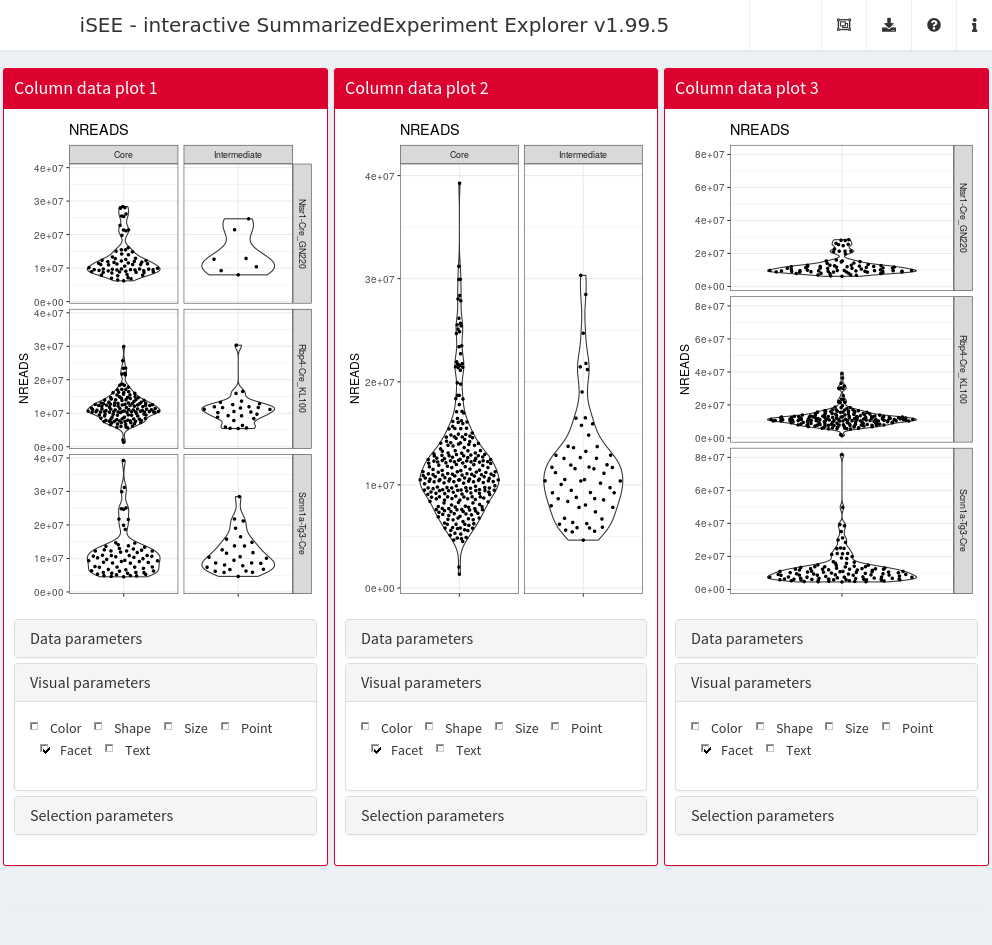 iSEE - interactive SummarizedExperiment Explorer v1.99.5
Column data plot 1
NREADS
Core
Intermediate
4e+07
3e+07
2e+07
1e+07
0e+00
Ntsr1-Cre_GN220
4e+07
3e+07
2e+07
1e+07
0e+00
Rbp4-Cre_KL100
4e+07
3e+07
2e+07
1e+07
0e+00
Scnn1a-Tg3-Cre
NREADS
Data parameters
Visual parameters
Color Shape Size Point
Facet Text
Selection parameters
Column data plot 2
NREADS
Core
Intermediate
4e+07
3e+07
2e+07
1e+07
0e+00
NREADS
Data parameters
Visual parameters
Color Shape Size Point
Facet Text
Selection parameters
Column data plot 3
NREADS
8e+07
6e+07
4e+07
2e+07
0e+00
Ntsr1-Cre_GN220
8e+07
6e+07
4e+07
2e+07
0e+00
Rbp4-Cre_KL100
8e+07
6e+07
4e+07
2e+07
0e+00
Scnn1a-Tg3-Cre
NREADS
Data parameters
Visual parameters
Color Shape Size Point
Facet Text
Selection parameters